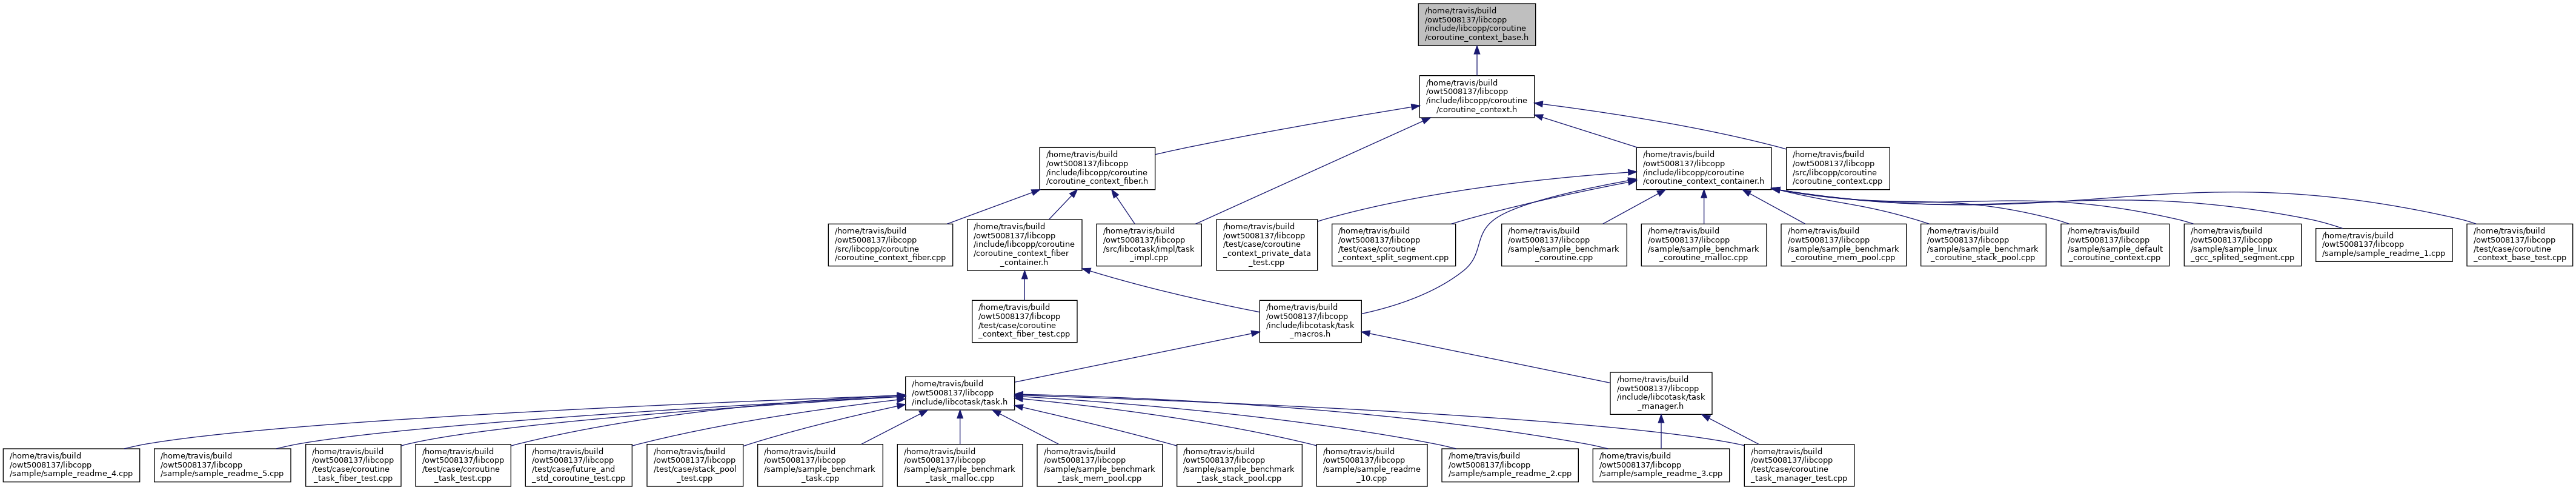 /home/travis/build
/owt5008137/libcopp
/include/libcopp/coroutine
/coroutine_context_base.h
/home/travis/build
/owt5008137/libcopp
/include/libcopp/coroutine
/coroutine_context.h
/home/travis/build
/owt5008137/libcopp
/include/libcopp/coroutine
/coroutine_context_fiber.h
/home/travis/build
/owt5008137/libcopp
/include/libcopp/coroutine
/coroutine_context_container.h
/home/travis/build
/owt5008137/libcopp
/src/libcopp/coroutine
/coroutine_context.cpp
/home/travis/build
/owt5008137/libcopp
/src/libcopp/coroutine
/coroutine_context_fiber.cpp
/home/travis/build
/owt5008137/libcopp
/include/libcopp/coroutine
/coroutine_context_fiber
_container.h
/home/travis/build
/owt5008137/libcopp
/src/libcotask/impl/task
_impl.cpp
/home/travis/build
/owt5008137/libcopp
/test/case/coroutine
_context_private_data
_test.cpp
/home/travis/build
/owt5008137/libcopp
/test/case/coroutine
_context_split_segment.cpp
/home/travis/build
/owt5008137/libcopp
/sample/sample_benchmark
_coroutine.cpp
/home/travis/build
/owt5008137/libcopp
/sample/sample_benchmark
_coroutine_malloc.cpp
/home/travis/build
/owt5008137/libcopp
/sample/sample_benchmark
_coroutine_mem_pool.cpp
/home/travis/build
/owt5008137/libcopp
/sample/sample_benchmark
_coroutine_stack_pool.cpp
/home/travis/build
/owt5008137/libcopp
/sample/sample_default
_coroutine_context.cpp
/home/travis/build
/owt5008137/libcopp
/sample/sample_linux
_gcc_splited_segment.cpp
/home/travis/build
/owt5008137/libcopp
/sample/sample_readme_1.cpp
/home/travis/build
/owt5008137/libcopp
/test/case/coroutine
_context_base_test.cpp
/home/travis/build
/owt5008137/libcopp
/test/case/coroutine
_context_fiber_test.cpp
/home/travis/build
/owt5008137/libcopp
/include/libcotask/task
_macros.h
/home/travis/build
/owt5008137/libcopp
/include/libcotask/task.h
/home/travis/build
/owt5008137/libcopp
/include/libcotask/task
_manager.h
/home/travis/build
/owt5008137/libcopp
/sample/sample_readme_4.cpp
/home/travis/build
/owt5008137/libcopp
/sample/sample_readme_5.cpp
/home/travis/build
/owt5008137/libcopp
/test/case/coroutine
_task_fiber_test.cpp
/home/travis/build
/owt5008137/libcopp
/test/case/coroutine
_task_test.cpp
/home/travis/build
/owt5008137/libcopp
/test/case/future_and
_std_coroutine_test.cpp
/home/travis/build
/owt5008137/libcopp
/test/case/stack_pool
_test.cpp
/home/travis/build
/owt5008137/libcopp
/sample/sample_benchmark
_task.cpp
/home/travis/build
/owt5008137/libcopp
/sample/sample_benchmark
_task_malloc.cpp
/home/travis/build
/owt5008137/libcopp
/sample/sample_benchmark
_task_mem_pool.cpp
/home/travis/build
/owt5008137/libcopp
/sample/sample_benchmark
_task_stack_pool.cpp
/home/travis/build
/owt5008137/libcopp
/sample/sample_readme
_10.cpp
/home/travis/build
/owt5008137/libcopp
/sample/sample_readme_2.cpp
/home/travis/build
/owt5008137/libcopp
/sample/sample_readme_3.cpp
/home/travis/build
/owt5008137/libcopp
/test/case/coroutine
_task_manager_test.cpp